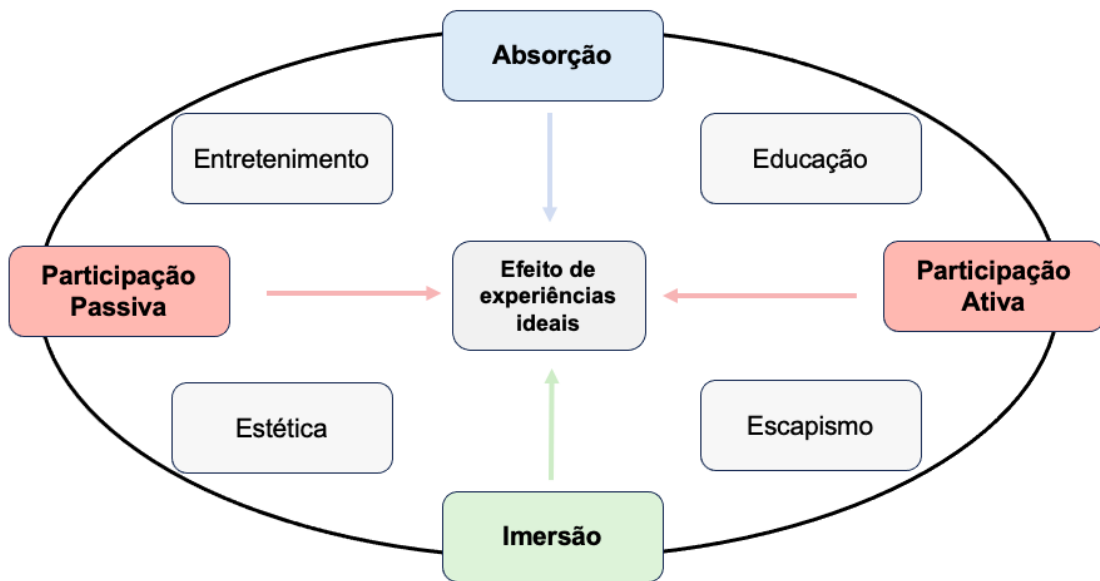 Absorção
Entretenimento
Educação
Participação
Passiva
Efeito de
experiências
ideais
Participação
Ativa
Estética
Escapismo
Imersão